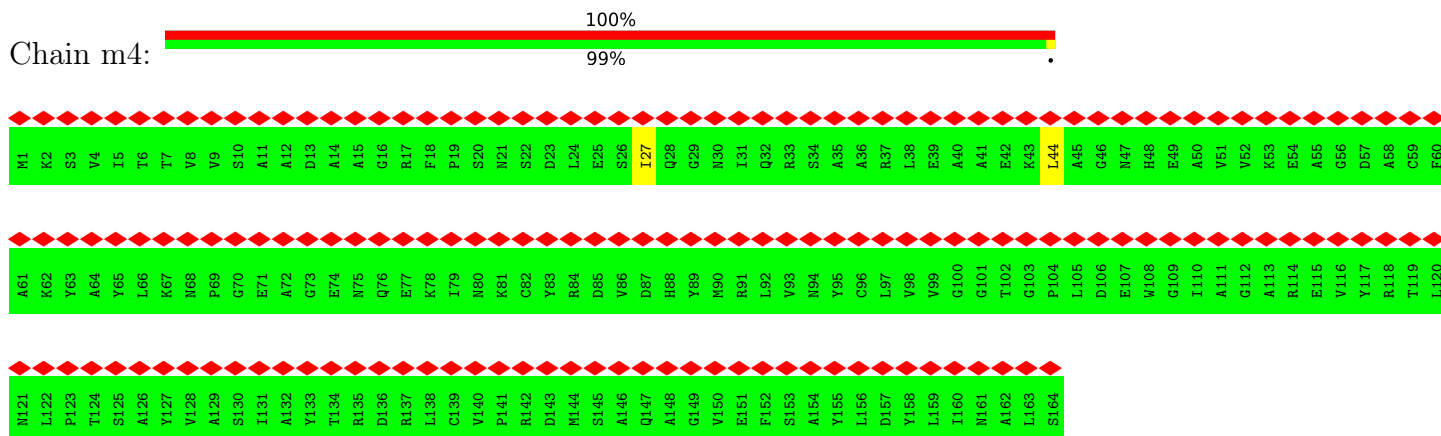 100%
Chain m4:
99%
.
M1 K2 S3 V4 I5 T6 T7 V8 V9 S10 A11 A12 D13 A14 A15 G16 R17 F18 P19 S20 N21 S22 D23 L24 E25 S26 I27 Q28 G29 N30 I31 Q32 R33 S34 A35 A36 R37 L38 E39 A40 A41 E42 K43 L44 A45 G46 N47 H48 E49 A50 V51 V52 K53 E54 A55 G56 D57 A58 C59 F60
A61 K62 Y63 A64 Y65 L66 K67 N68 P69 G70 E71 A72 G73 E74 N75 Q76 E77 K78 I79 N80 K81 C82 Y83 R84 D85 V86 D87 H88 Y89 M90 R91 L92 V93 N94 Y95 C96 L97 V98 V99 G100 G101 T102 G103 P104 L105 D106 E107 W108 G109 I110 A111 G112 A113 R114 E115 V116 Y117 R118 T119 L120
N121 L122 P123 T124 S125 A126 Y127 V128 A129 S130 I131 A132 Y133 T134 R135 D136 R137 L138 C139 V140 P141 R142 D143 M144 S145 A146 Q147 A148 G149 V150 E151 F152 S153 A154 Y155 L156 D157 Y158 L159 I160 N161 A162 L163 S164